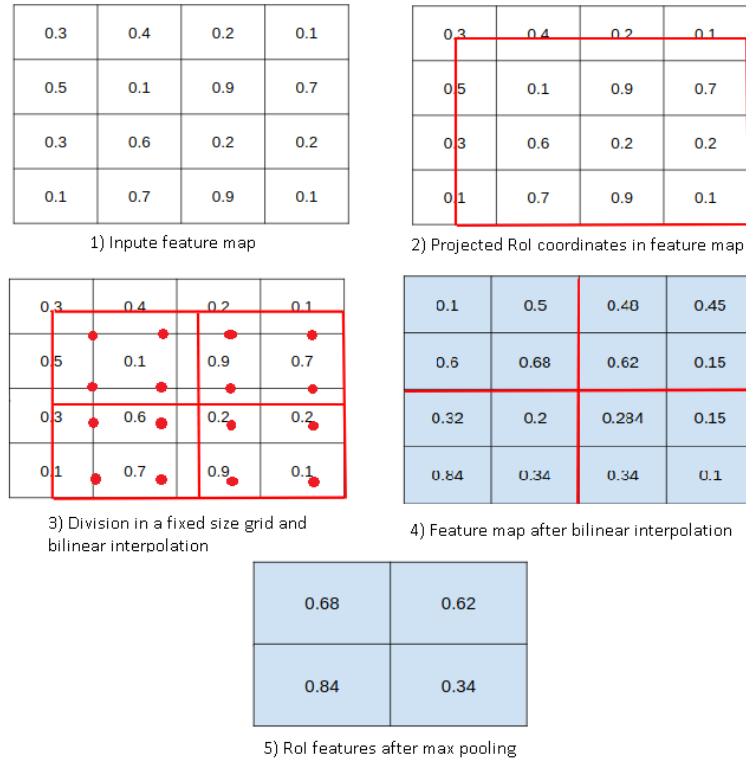 0.3 0.4 0.2 0.1
0.5 0.1 0.9 0.7
0.3 0.6 0.2 0.2
0.1 0.7 0.9 0.1
1) Inpute feature map
0.3 0.4 0.2 0.1
0.5 0.1 0.9 0.7
0.3 0.6 0.2 0.2
0.1 0.7 0.9 0.1
2) Projected RoI coordinates in feature map
0.3 0.4 0.2 0.1
0.5 0.1 0.9 0.7
0.3 0.6 0.2 0.2
0.1 0.7 0.9 0.1
3) Division in a fixed size grid and
bilinear interpolation
0.1 0.5 0.48 0.45
0.6 0.68 0.62 0.15
0.32 0.2 0.284 0.15
0.84 0.34 0.34 0.1
4) Feature map after bilinear interpolation
0.68 0.62
0.84 0.34
5) RoI features after max pooling